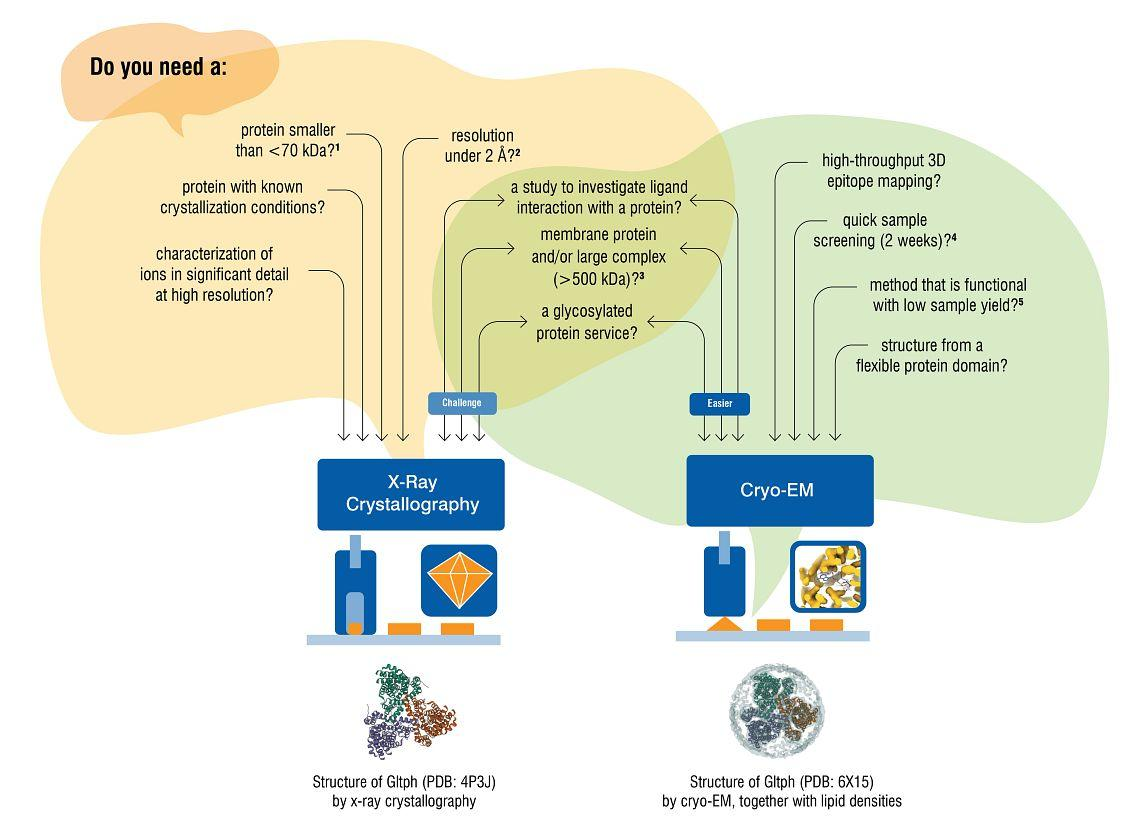 Do you need a:
protein smaller
than <70 kDa?¹
resolution
under 2 Å?²
protein with known
crystallization conditions?
characterization of
ions in significant detail
at high resolution?
a study to investigate ligand
interaction with a protein?
membrane protein
and/or large complex
(>500 kDa)?³
a glycosylated
protein service?
high-throughput 3D
epitope mapping?
quick sample
screening (2 weeks)?⁴
method that is functional
with low sample yield?⁵
structure from a
flexible protein domain?
Challenge
Easier
X-Ray
Crystallography
Cryo-EM
Structure of Gltph (PDB: 4P3J)
by x-ray crystallography
Structure of Gltph (PDB: 6X15)
by cryo-EM, together with lipid densities